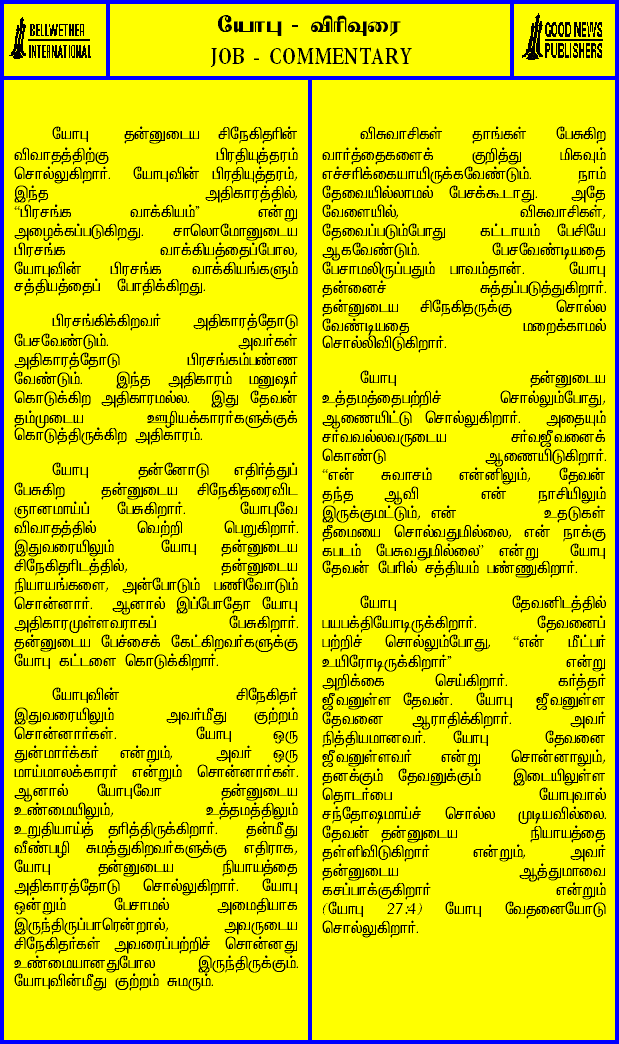 BELLWETHER
INTERNATIONAL
யோபு - விரிவுரை
JOB - COMMENTARY
GOOD NEWS
PUBLISHERS
யோபு தன்னுடைய சிநேகிதரின்
விவாதத்திற்கு பிரதியுத்தரம்
சொல்லுகிறார். யோபுவின் பிரதியுத்தரம்,
இந்த அதிகாரத்தில்,
“பிரசங்க வாக்கியம்” என்று
அழைக்கப்படுகிறது. சாலொமோனுடைய
பிரசங்க வாக்கியத்தைப்போல,
யோபுவின் பிரசங்க வாக்கியங்களும்
சத்தியத்தைப் போதிக்கிறது.
பிரசங்கிக்கிறவர் அதிகாரத்தோடு
பேசவேண்டும். அவர்கள்
அதிகாரத்தோடு பிரசங்கம்பண்ண
வேண்டும். இந்த அதிகாரம் மனுஷர்
கொடுக்கிற அதிகாரமல்ல. இது தேவன்
தம்முடைய ஊழியக்காரர்களுக்குக்
கொடுத்திருக்கிற அதிகாரம்.
யோபு தன்னோடு எதிர்த்துப்
பேசுகிற தன்னுடைய சிநேகிதரைவிட
ஞானமாய்ப் பேசுகிறார். யோபுவே
விவாதத்தில் வெற்றி பெறுகிறார்.
இதுவரையிலும் யோபு தன்னுடைய
சிநேகிதரிடத்தில், தன்னுடைய
நியாயங்களை, அன்போடும் பணிவோடும்
சொன்னார். ஆனால் இப்போதோ யோபு
அதிகாரமுள்ளவராகப் பேசுகிறார்.
தன்னுடைய பேச்சைக் கேட்கிறவர்களுக்கு
யோபு கட்டளை கொடுக்கிறார்.
யோபுவின் சிநேகிதர்
இதுவரையிலும் அவர்மீது குற்றம்
சொன்னார்கள். யோபு ஒரு
துன்மார்க்கர் என்றும், அவர் ஒரு
மாய்மாலக்காரர் என்றும் சொன்னார்கள்.
ஆனால் யோபுவோ தன்னுடைய
உண்மையிலும், உத்தமத்திலும்
உறுதியாய்த் தரித்திருக்கிறார். தன்மீது
வீண்பழி சுமத்துகிறவர்களுக்கு எதிராக,
யோபு தன்னுடைய நியாயத்தை
அதிகாரத்தோடு சொல்லுகிறார். யோபு
ஒன்றும் பேசாமல் அமைதியாக
இருந்திருப்பாரென்றால், அவருடைய
சிநேகிதர்கள் அவரைப்பற்றிச் சொன்னது
உண்மையானதுபோல இருந்திருக்கும்.
யோபுவின்மீது குற்றம் சுமரும்.
விசுவாசிகள் தாங்கள் பேசுகிற
வார்த்தைகளைக் குறித்து மிகவும்
எச்சரிக்கையாயிருக்கவேண்டும். நாம்
தேவையில்லாமல் பேசக்கூடாது. அதே
வேளையில், விசுவாசிகள்,
தேவைப்படும்போது கட்டாயம் பேசியே
ஆகவேண்டும். பேசவேண்டியதை
பேசாமலிருப்பதும் பாவம்தான். யோபு
தன்னைச் சுத்தப்படுத்துகிறார்.
தன்னுடைய சிநேகிதருக்கு சொல்ல
வேண்டியதை மறைக்காமல்
சொல்லிவிடுகிறார்.
யோபு தன்னுடைய
உத்தமத்தைபற்றிச் சொல்லும்போது,
ஆணையிட்டு சொல்லுகிறார். அதையும்
சர்வவல்லவருடைய சர்வஜீவனைக்
கொண்டு ஆணையிடுகிறார்.
“என் சுவாசம் என்னிலும், தேவன்
தந்த ஆவி என் நாசியிலும்
இருக்குமட்டும், என் உதடுகள்
தீமையை சொல்வதுமில்லை, என் நாக்கு
கபடம் பேசுவதுமில்லை” என்று யோபு
தேவன் பேரில் சத்தியம் பண்ணுகிறார்.
யோபு தேவனிடத்தில்
பயபக்தியோடிருக்கிறார். தேவனைப்
பற்றிச் சொல்லும்போது, “என் மீட்பர்
உயிரோடிருக்கிறார்” என்று
அறிக்கை செய்கிறார். கர்த்தர்
ஜீவனுள்ள தேவன். யோபு ஜீவனுள்ள
தேவனை ஆராதிக்கிறார். அவர்
நித்தியமானவர். யோபு தேவனை
ஜீவனுள்ளவர் என்று சொன்னாலும்,
தனக்கும் தேவனுக்கும் இடையிலுள்ள
தொடர்பை யோபுவால்
சந்தோஷமாய்ச் சொல்ல முடியவில்லை.
தேவன் தன்னுடைய நியாயத்தை
தள்ளிவிடுகிறார் என்றும், அவர்
தன்னுடைய ஆத்துமாவை
கசப்பாக்குகிறார் என்றும்
(யோபு 27:4) யோபு வேதனையோடு
சொல்லுகிறார்.